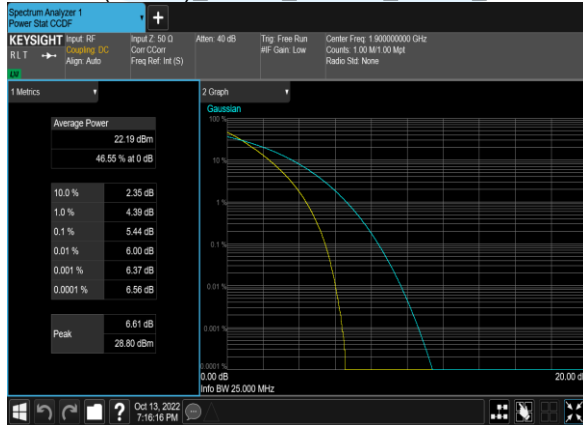 Spectrum Analyzer 1
Power Stat CCDF
KEYSIGHT
RLT
Input: RF
Coupling: DC
Align: Auto
Input Z: 50 Ω
Corr CCorr
Freq Ref: Int (S)
Atten: 40 dB
Trig: Free Run
#IF Gain: Low
Center Freq: 1.900000000 GHz
Counts: 1.00 M/1.00 Mpt
Radio Std: None
1 Metrics
Average Power
22.19 dBm
46.55 % at 0 dB
10.0 % 2.35 dB
1.0 % 4.39 dB
0.1 % 5.44 dB
0.01 % 6.00 dB
0.001 % 6.37 dB
0.0001 % 6.56 dB
Peak
6.61 dB
28.80 dBm
2 Graph
Gaussian
100 %
10 %
1 %
0.1 %
0.01 %
0.001 %
0.0001 %
0.00 dB
20.00 d
Info BW 25.000 MHz
?
Oct 13, 2022
7:16:16 PM